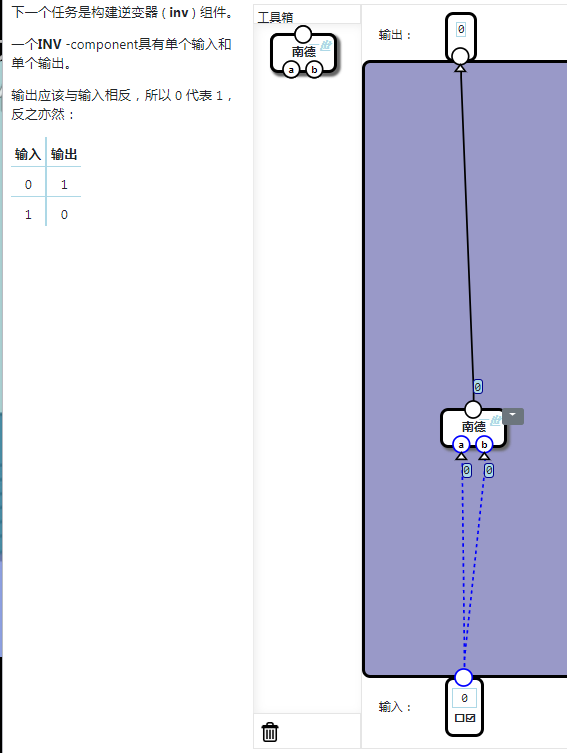 下一个任务是构建逆变器 ( inv ) 组件。
一个INV -component具有单个输入和
单个输出。
输出应该与输入相反，所以 0 代表 1，
反之亦然：
输入 输出
0 1
1 0
工具箱
南德
a b
输出：
0
0
南德
a b
0 0
输入：
0